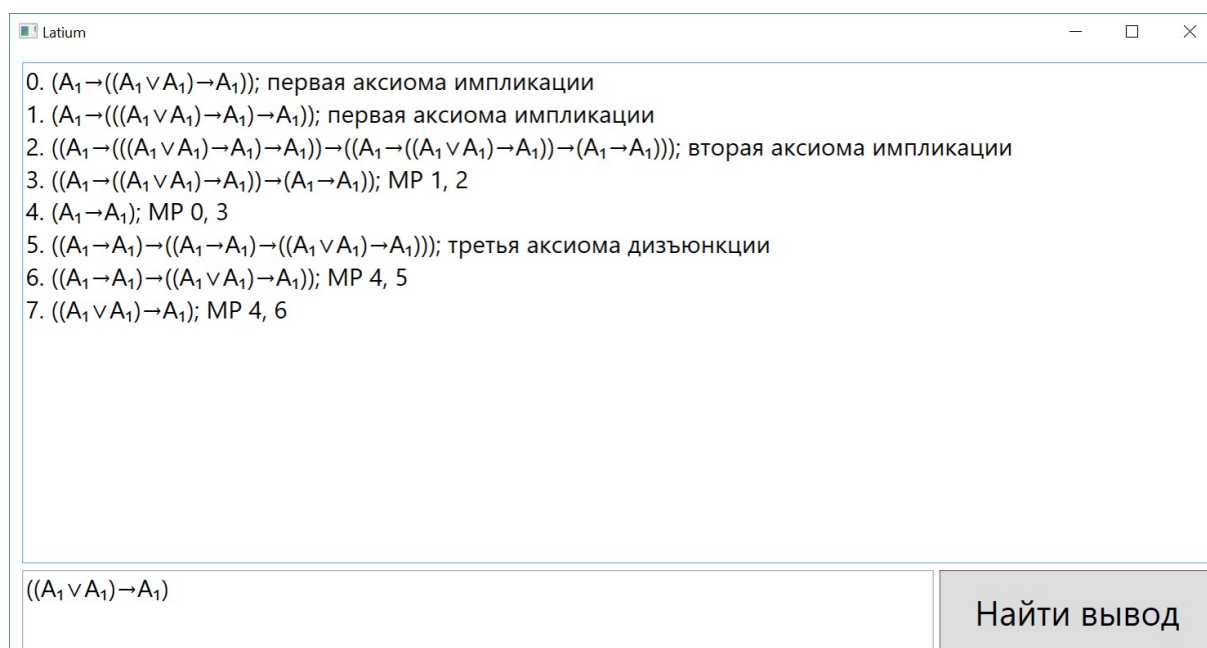 Latium
0. (A₁→((A₁∨A₁)→A₁)); первая аксиома импликации
1. (A₁→(((A₁∨A₁)→A₁)→A₁)); первая аксиома импликации
2. ((A₁→(((A₁∨A₁)→A₁)→A₁))→((A₁→((A₁∨A₁)→A₁))→(A₁→A₁))); вторая аксиома импликации
3. ((A₁→((A₁∨A₁)→A₁))→(A₁→A₁)); MP 1, 2
4. (A₁→A₁); MP 0, 3
5. ((A₁→A₁)→((A₁→A₁)→((A₁∨A₁)→A₁))); третья аксиома дизъюнкции
6. ((A₁→A₁)→((A₁∨A₁)→A₁)); MP 4, 5
7. ((A₁∨A₁)→A₁); MP 4, 6
((A₁∨A₁)→A₁)
Найти вывод